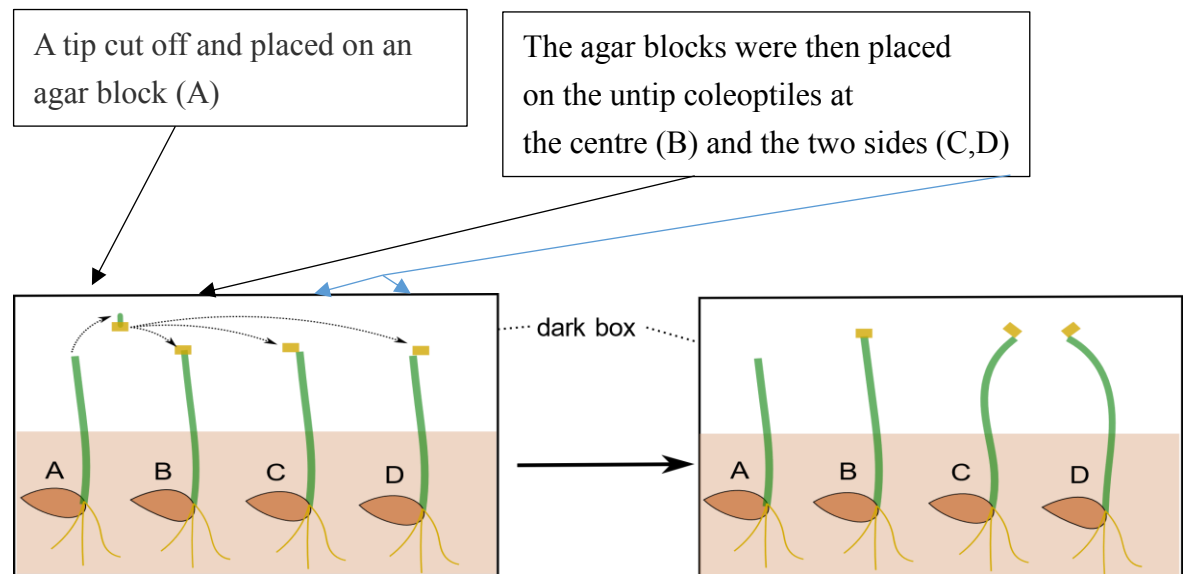 A tip cut off and placed on an
agar block (A)
The agar blocks were then placed
on the untip coleoptiles at
the centre (B) and the two sides (C,D)
dark box
A
B
C
D
A
B
C
D